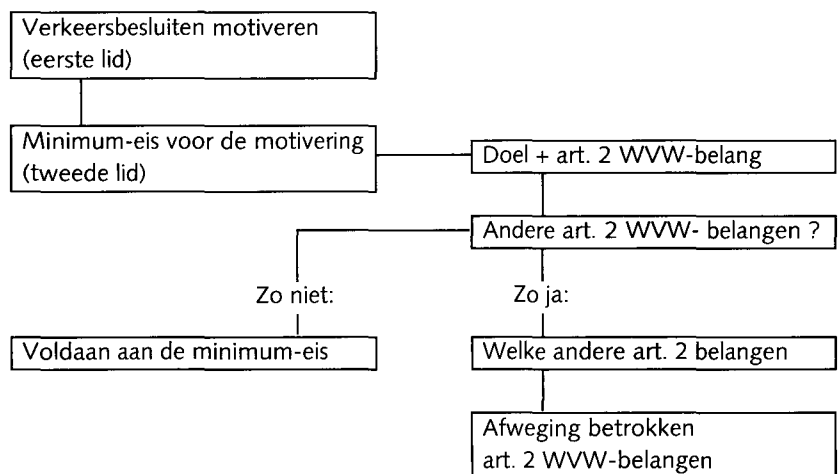 Verkeersbesluiten motiveren
(eerste lid)
Minimum-eis voor de motivering
(tweede lid)
Doel + art. 2 WVW-belang
Andere art. 2 WVW- belangen ?
Zo niet:
Zo ja:
Voldaan aan de minimum-eis
Welke andere art. 2 belangen
Afweging betrokken
art. 2 WVW-belangen